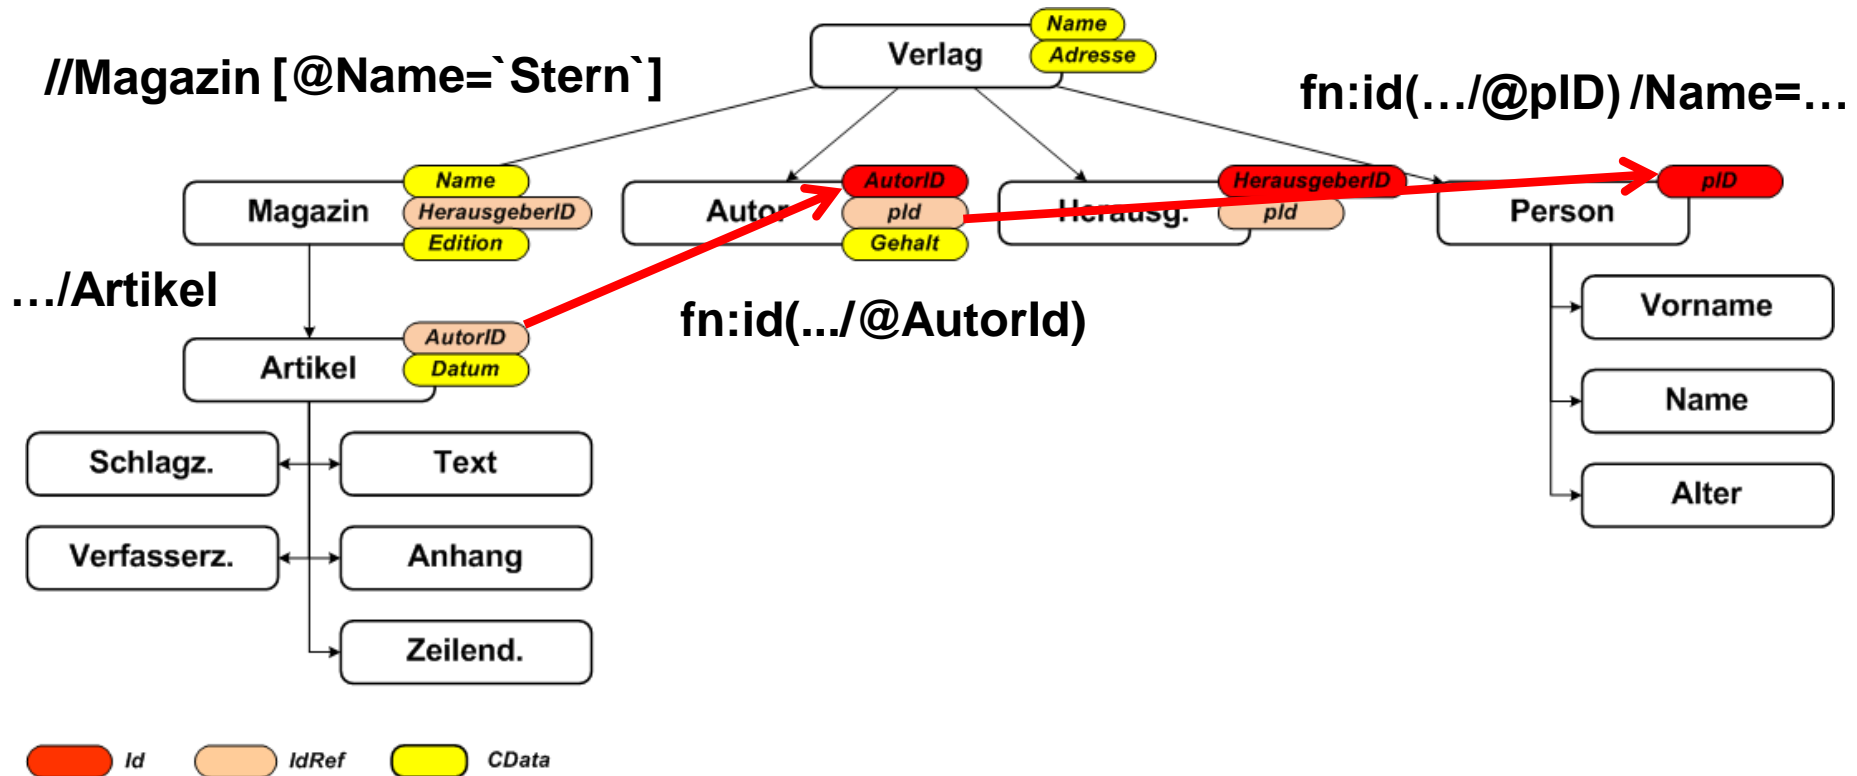 Name
Verlag
Adresse
//Magazin [@Name=`Stern`]
fn:id(…/@pID) /Name=…
Name
Magazin
HerausgeberID
Edition
AutorID
Autor
pId
Gehalt
HerausgeberID
Herausg.
pId
pID
Person
…/Artikel
fn:id(.../@AutorId)
AutorID
Artikel
Datum
Vorname
Name
Alter
Schlagz.
Text
Verfasserz.
Anhang
Zeilend.
Id
IdRef
CData